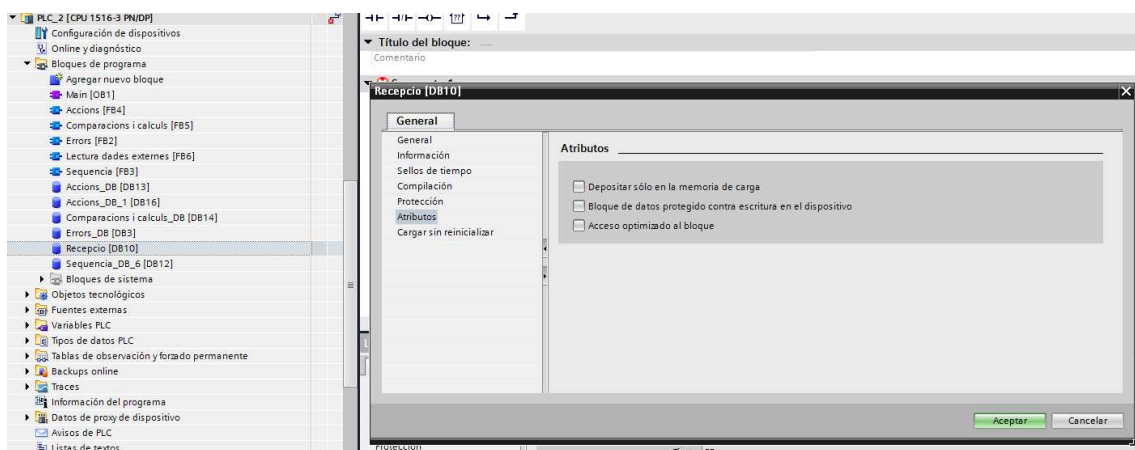 PLC_2 [CPU 1516-3 PN/DP]
Configuración de dispositivos
Online y diagnóstico
Bloques de programa
Agregar nuevo bloque
Main [OB1]
Accions [FB4]
Comparacions i calculs [FB5]
Errors [FB2]
Lectura dades externes [FB6]
Sequencia [FB3]
Accions_DB [DB13]
Accions_DB_1 [DB16]
Comparacions i calculs_DB [DB14]
Errors_DB [DB3]
Recepcio [DB10]
Sequencia_DB_6 [DB12]
Bloques de sistema
Objetos tecnológicos
Fuentes externas
Variables PLC
Tipos de datos PLC
Tablas de observación y forzado permanente
Backups online
Traces
Información del programa
Datos de proxy de dispositivo
Avisos de PLC
Listas de textos
??
Título del bloque: .....
Comentario
Recepcio [DB10]
General
General
Información
Sellos de tiempo
Compilación
Protección
Atributos
Cargar sin reinicializar
Atributos
Depositar sólo en la memoria de carga
Bloque de datos protegido contra escritura en el dispositivo
Acceso optimizado al bloque
Aceptar
Cancelar
Protección